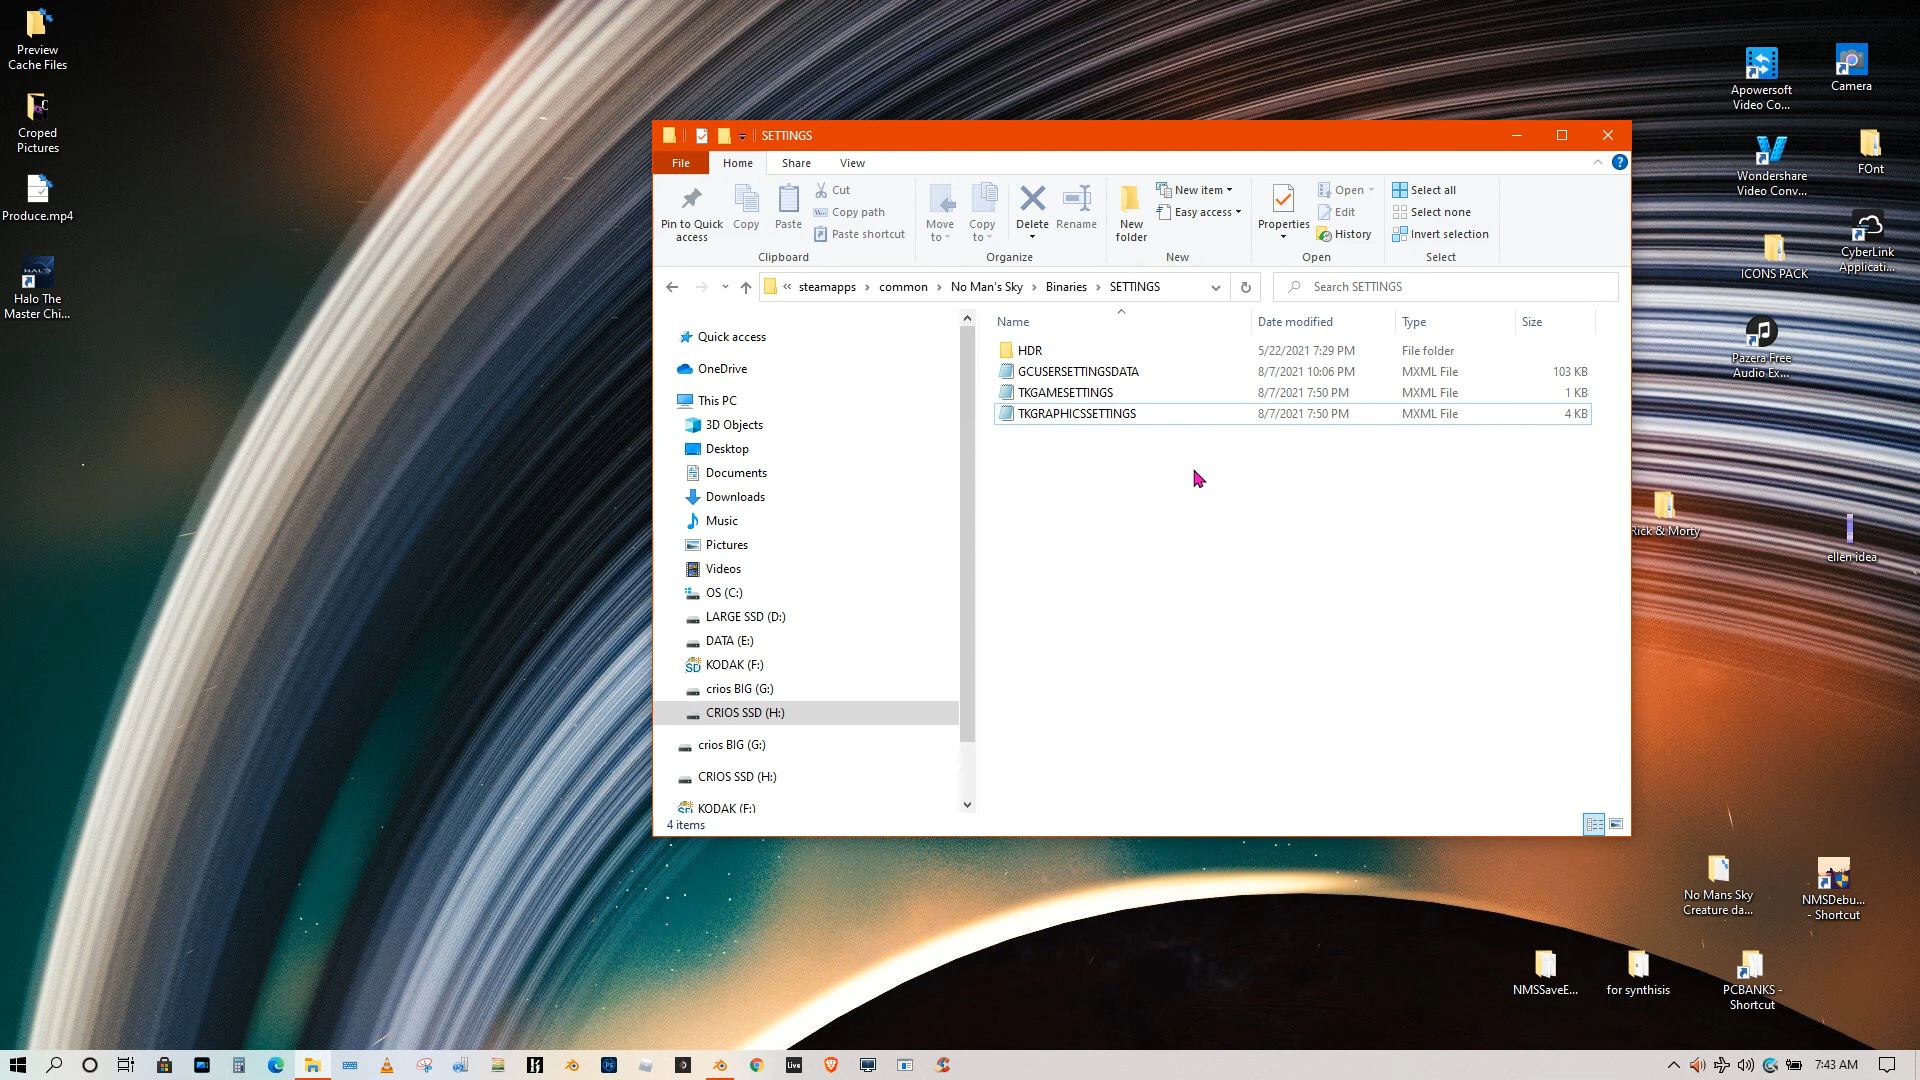 Preview
Cache Files
Croped
Pictures
Produce.mp4
HALO
Halo The
Master Chi...
SETTINGS
File
Home
Share
View
Pin to Quick
access
Copy
Paste
Cut
Copy path
Paste shortcut
Clipboard
Move
to
Copy
to
Delete
Rename
Organize
New
folder
New item
Easy access
New
Properties
Open
Edit
History
Open
Select all
Select none
Invert selection
Select
« steamapps › common › No Man's Sky › Binaries › SETTINGS
Search SETTINGS
Name
Date modified
Type
Size
HDR 5/22/2021 7:29 PM File folder
GCUSERSETTINGSDATA 8/7/2021 10:06 PM MXML File 103 KB
TKGAMESETTINGS 8/7/2021 7:50 PM MXML File 1 KB
TKGRAPHICSSETTINGS 8/7/2021 7:50 PM MXML File 4 KB
Quick access
OneDrive
This PC
3D Objects
Desktop
Documents
Downloads
Music
Pictures
Videos
OS (C:)
LARGE SSD (D:)
DATA (E:)
SD KODAK (F:)
crios BIG (G:)
CRIOS SSD (H:)
crios BIG (G:)
CRIOS SSD (H:)
KODAK (F:)
4 items
Apowersoft
Video Co...
Camera
Wondershare
Video Conv...
FOnt
ICONS PACK
CyberLink
Applicati...
Pazera Free
Audio Ex...
Rick & Morty
ellen idea
No Mans Sky
Creature da...
NMSDebu...
- Shortcut
NMSSaveE...
for synthisis
PCBANKS -
Shortcut
Ps
Live
7:43 AM